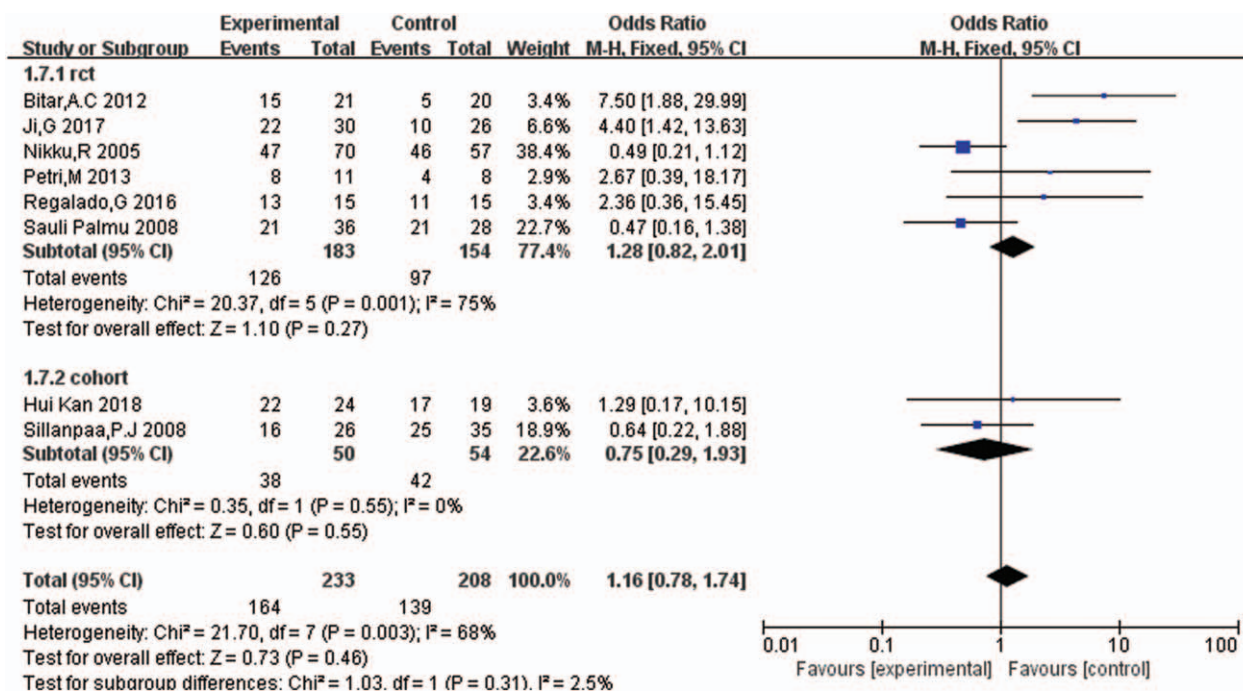 Experimental Control Odds Ratio Odds Ratio
Study or Subgroup Events Total Events Total Weight M-H, Fixed, 95% CI M-H, Fixed, 95% CI
1.7.1 rct
Bitar,A.C 2012 15 21 5 20 3.4% 7.50 [1.88, 29.99]
Ji,G 2017 22 30 10 26 6.6% 4.40 [1.42, 13.63]
Nikku,R 2005 47 70 46 57 38.4% 0.49 [0.21, 1.12]
Petri,M 2013 8 11 4 8 2.9% 2.67 [0.39, 18.17]
Regalado,G 2016 13 15 11 15 3.4% 2.36 [0.36, 15.45]
Sauli Palmu 2008 21 36 21 28 22.7% 0.47 [0.16, 1.38]
Subtotal (95% CI) 183 154 77.4% 1.28 [0.82, 2.01]
Total events 126 97
Heterogeneity: Chi² = 20.37, df = 5 (P = 0.001); I² = 75%
Test for overall effect: Z = 1.10 (P = 0.27)
1.7.2 cohort
Hui Kan 2018 22 24 17 19 3.6% 1.29 [0.17, 10.15]
Sillanpaa,P.J 2008 16 26 25 35 18.9% 0.64 [0.22, 1.88]
Subtotal (95% CI) 50 54 22.6% 0.75 [0.29, 1.93]
Total events 38 42
Heterogeneity: Chi² = 0.35, df = 1 (P = 0.55); I² = 0%
Test for overall effect: Z = 0.60 (P = 0.55)
Total (95% CI) 233 208 100.0% 1.16 [0.78, 1.74]
Total events 164 139
Heterogeneity: Chi² = 21.70, df = 7 (P = 0.003); I² = 68%
Test for overall effect: Z = 0.73 (P = 0.46)
Test for subgroup differences: Chi² = 1.03, df = 1 (P = 0.31), I² = 2.5%
0.01 0.1 1 10 100
Favours [experimental] Favours [control]